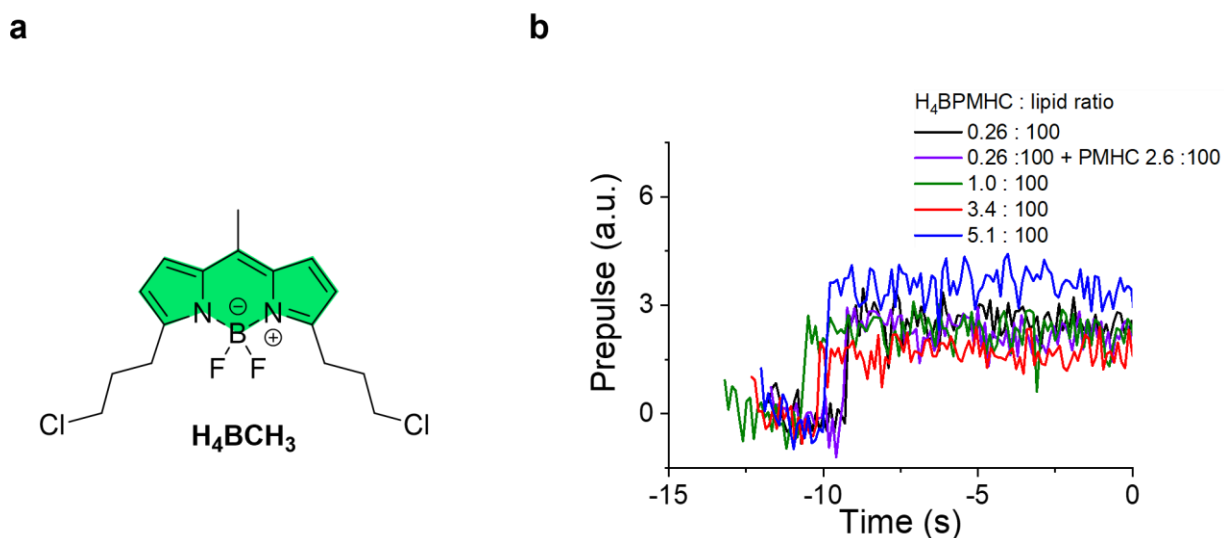 a
b
H₄BPMHC : lipid ratio
0.26 : 100
0.26 :100 + PMHC 2.6 :100
1.0 : 100
3.4 : 100
5.1 : 100
Prepulse (a.u.)
6
3
0
-15
-10
-5
0
Time (s)
N
⊖
N
B
⊕
F
F
Cl
Cl
H₄BCH₃